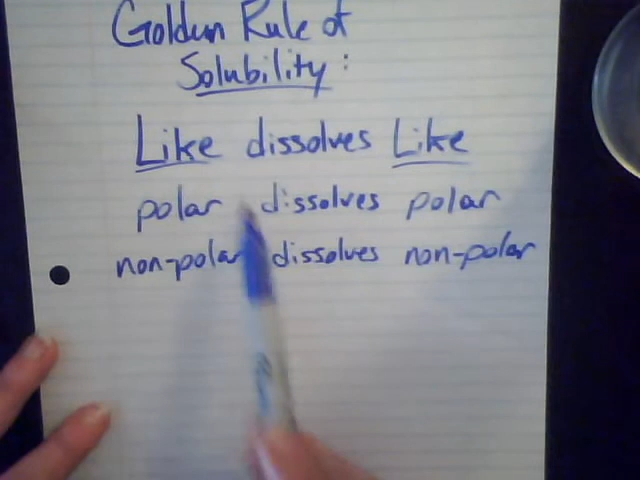 Golden Rule of
Solubility:
Like dissolves Like
polar dissolves polar
non-polar dissolves non-polar